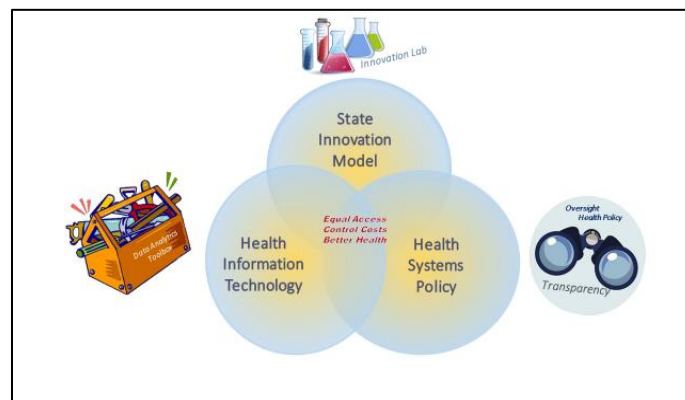 Innovation Lab
State
Innovation
Model
Equal Access
Control Costs
Better Health
Health
Information
Technology
Health
Systems
Policy
Data Analytics
Toolbox
Oversight
Health Policy
Transparency